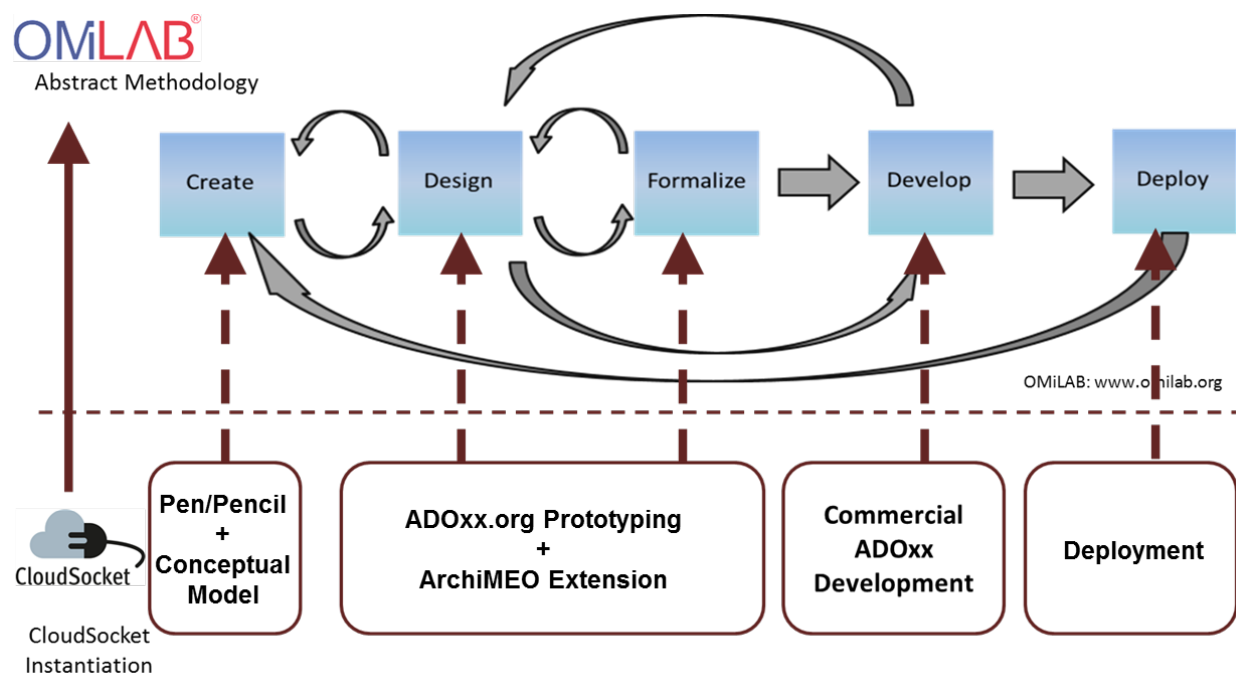 OMiLAB®
Abstract Methodology
Create
Design
Formalize
Develop
Deploy
OMiLAB: www.omilab.org
Pen/Pencil
+
Conceptual
Model
ADOxx.org Prototyping
+
ArchiMEO Extension
Commercial
ADOxx
Development
Deployment
CloudSocket
CloudSocket
Instantiation